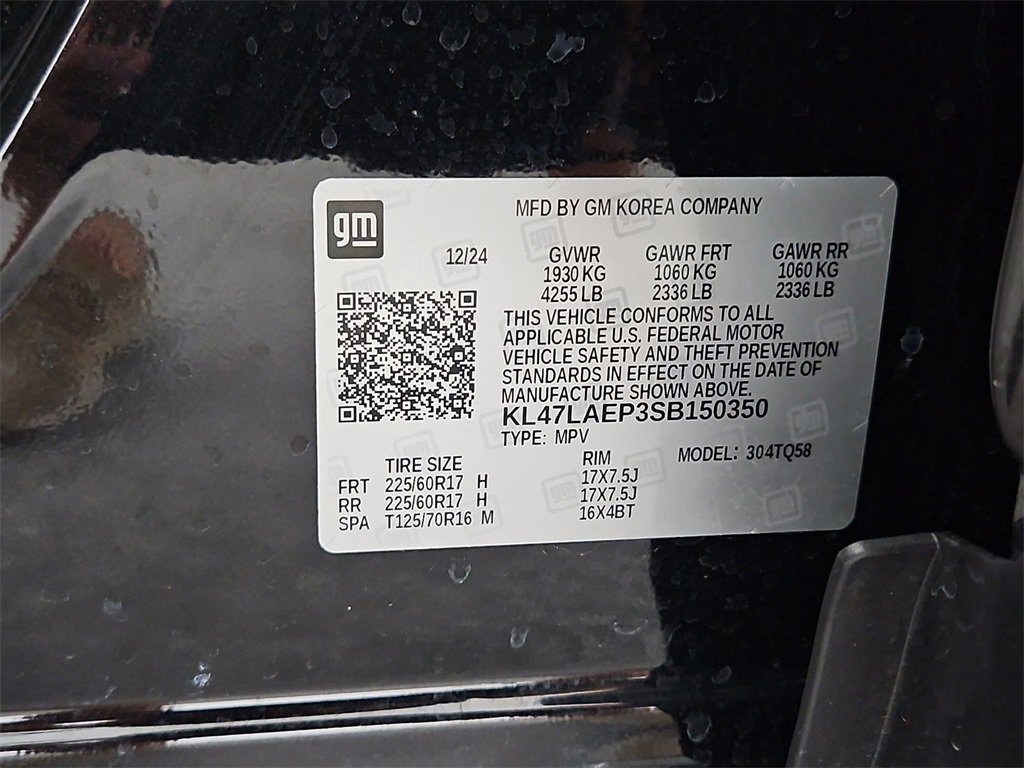 gm
MFD BY GM KOREA COMPANY
12/24 GVWR GAWR FRT GAWR RR
1930 KG 1060 KG 1060 KG
4255 LB 2336 LB 2336 LB
THIS VEHICLE CONFORMS TO ALL
APPLICABLE U.S. FEDERAL MOTOR
VEHICLE SAFETY AND THEFT PREVENTION
STANDARDS IN EFFECT ON THE DATE OF
MANUFACTURE SHOWN ABOVE.
KL47LAEP3SB150350
TYPE: MPV
MODEL: 304TQ58
TIRE SIZE RIM
FRT 225/60R17 H 17X7.5J
RR 225/60R17 H 17X7.5J
SPA T125/70R16 M 16X4BT